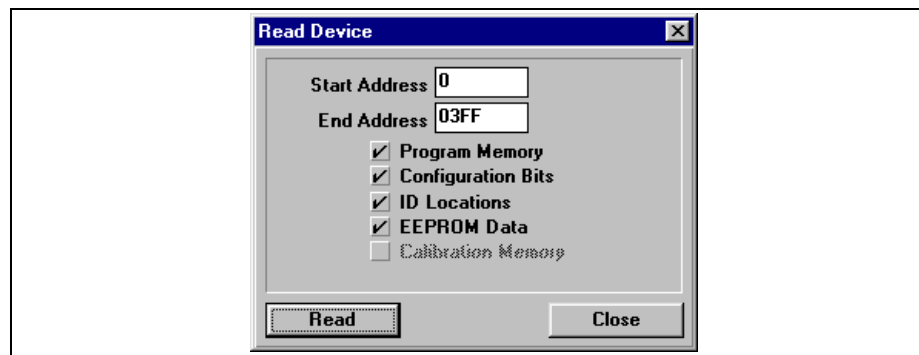 Read Device
Start Address 0
End Address 03FF
Program Memory
Configuration Bits
ID Locations
EEPROM Data
Calibration Memory
Read Close